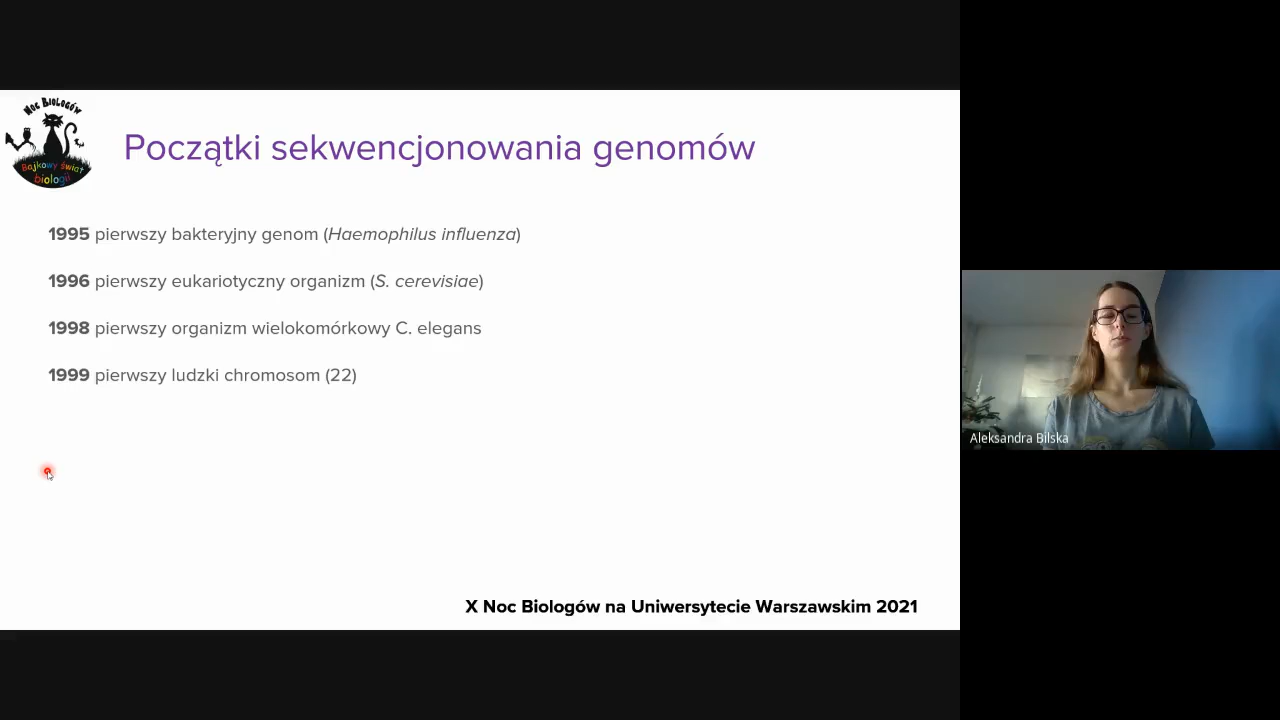 Noc Biologów
Bajkowy świat
biologii
Początki sekwencjonowania genomów
1995 pierwszy bakteryjny genom (Haemophilus influenza)
1996 pierwszy eukariotyczny organizm (S. cerevisiae)
1998 pierwszy organizm wielokomórkowy C. elegans
1999 pierwszy ludzki chromosom (22)
X Noc Biologów na Uniwersytecie Warszawskim 2021
Aleksandra Bilska